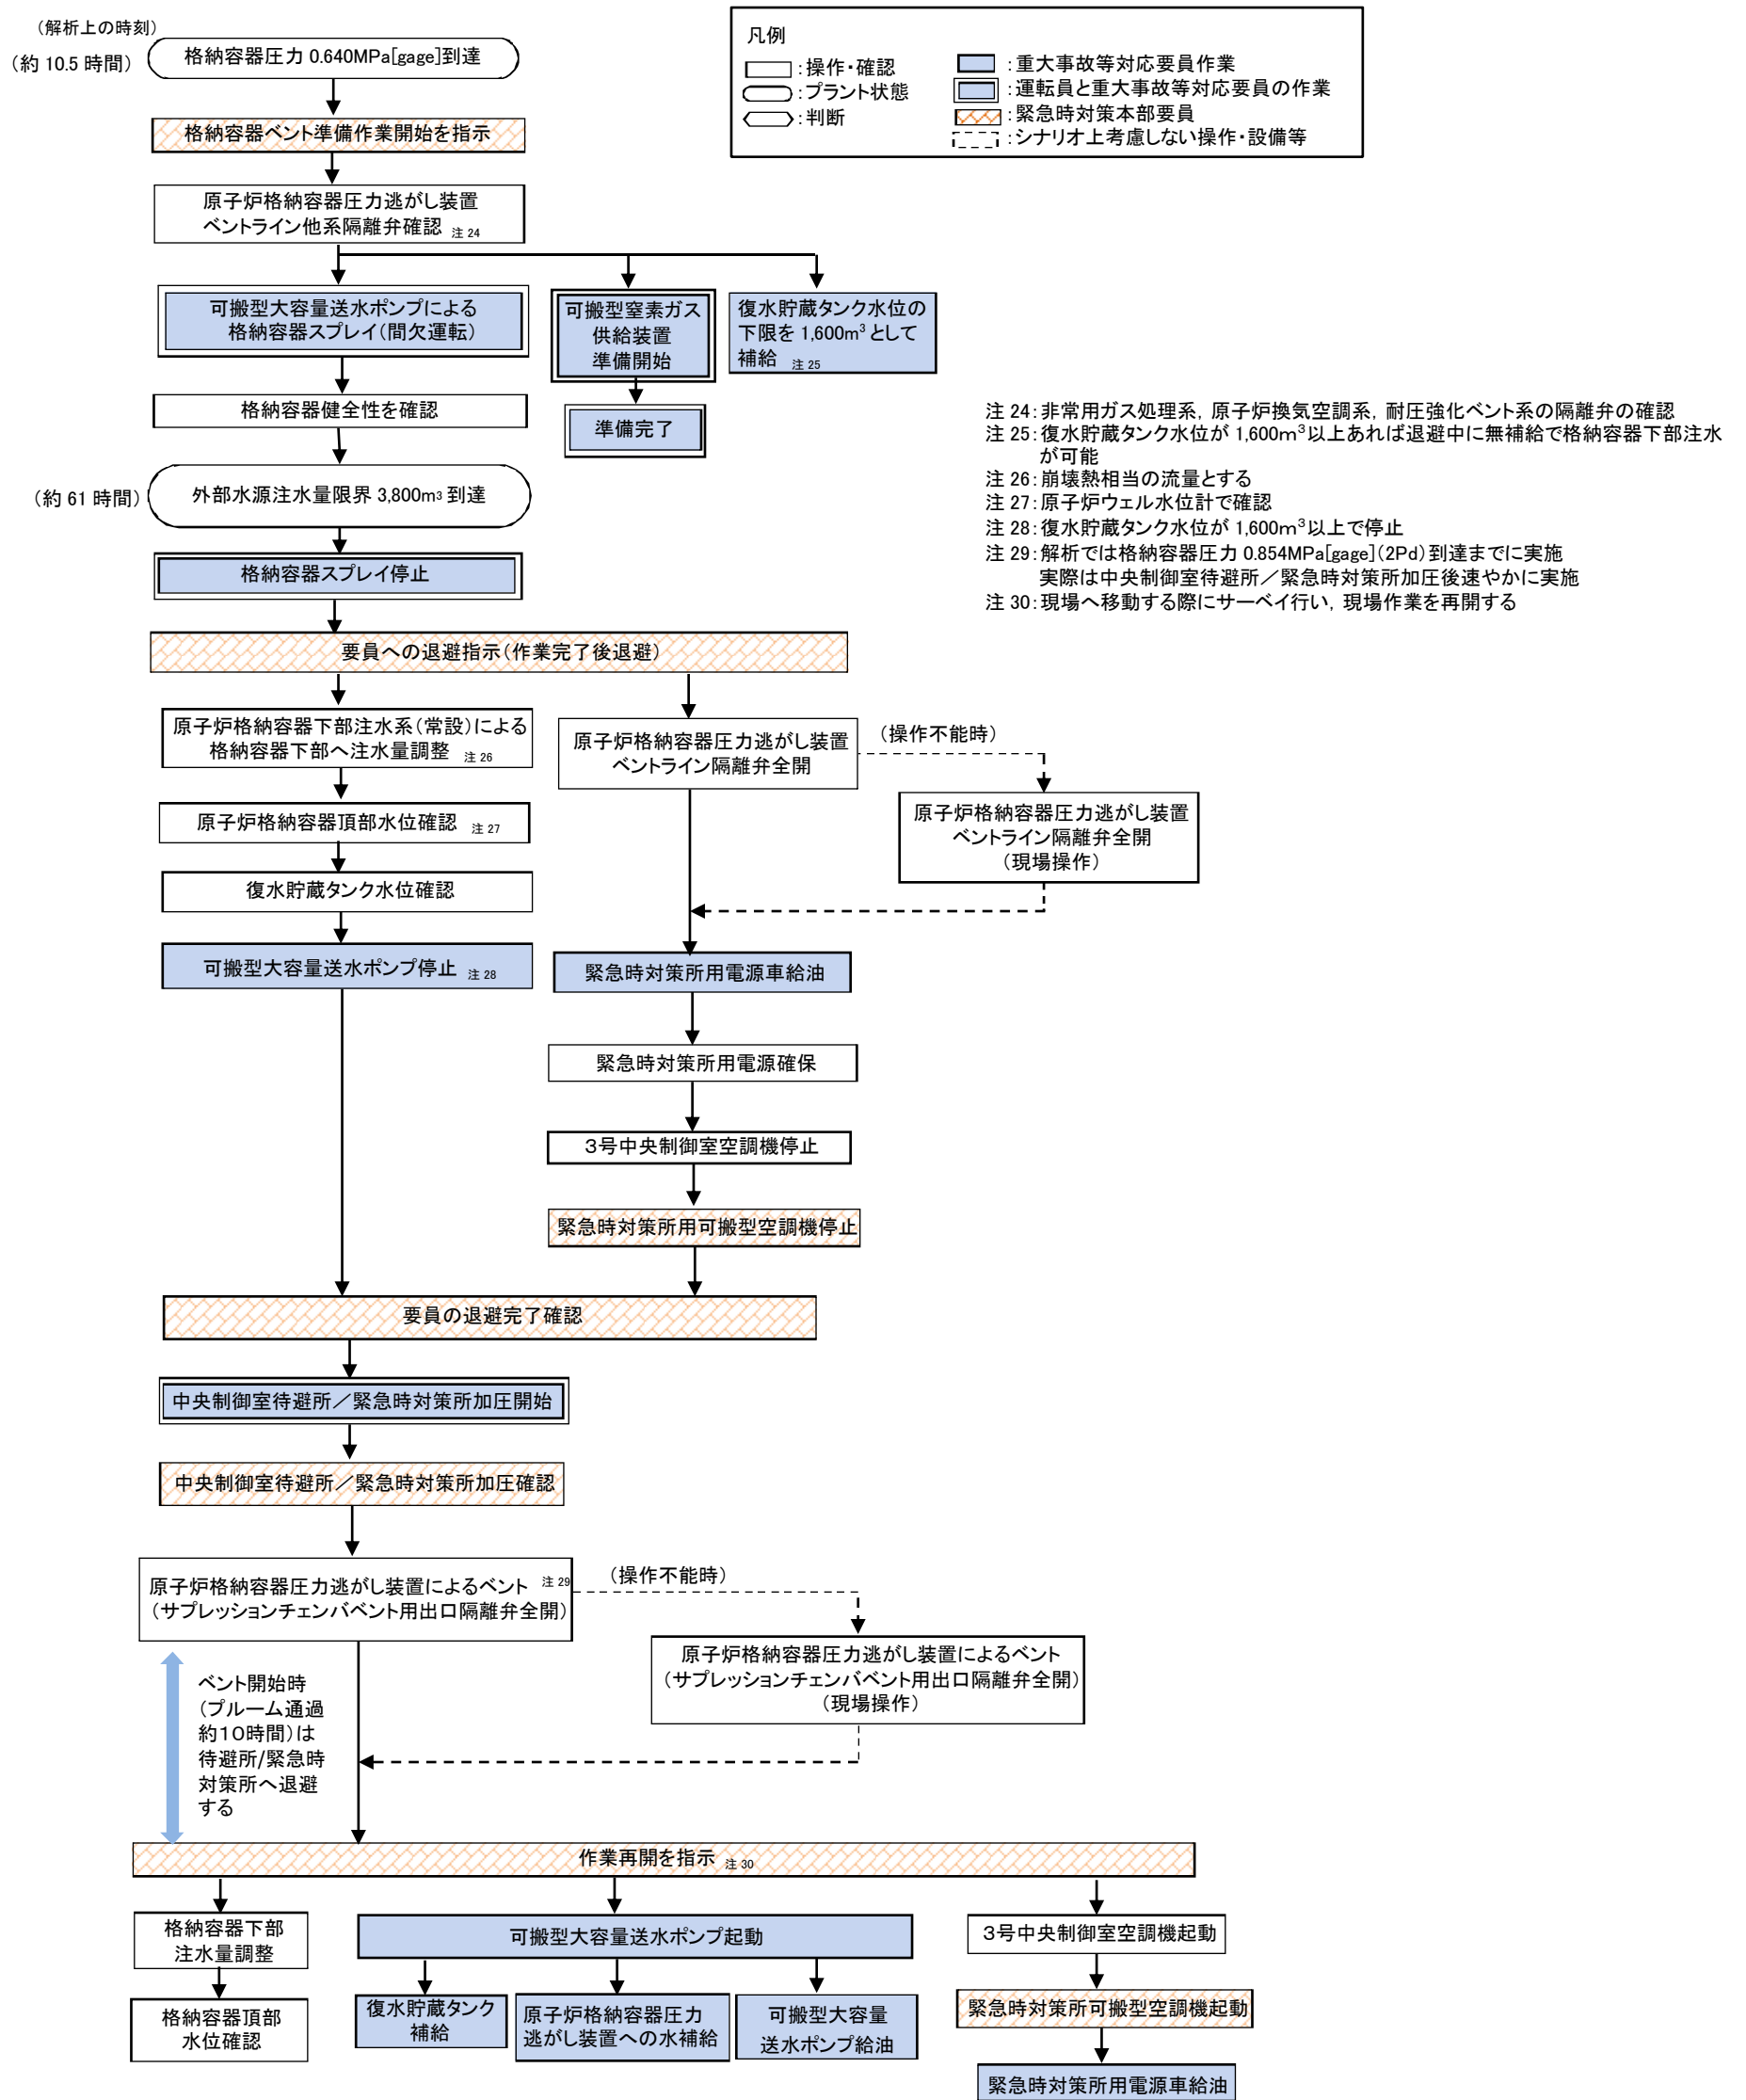 (解析上の時刻)
(約 10.5 時間)
格納容器圧力 0.640MPa[gage]到達
凡例
:操作・確認
:プラント状態
:判断
:重大事故等対応要員作業
:運転員と重大事故等対応要員の作業
:緊急時対策本部要員
:シナリオ上考慮しない操作・設備等
格納容器ベント準備作業開始を指示
原子炉格納容器圧力逃がし装置
ベントライン他系隔離弁確認 注 24
可搬型大容量送水ポンプによる
格納容器スプレイ(間欠運転)
可搬型窒素ガス
供給装置
準備開始
復水貯蔵タンク水位の
下限を 1,600m³ として
補給 注 25
格納容器健全性を確認
準備完了
注 24:非常用ガス処理系, 原子炉換気空調系, 耐圧強化ベント系の隔離弁の確認
注 25:復水貯蔵タンク水位が 1,600m³以上あれば退避中に無補給で格納容器下部注水
が可能
注 26:崩壊熱相当の流量とする
注 27:原子炉ウェル水位計で確認
注 28:復水貯蔵タンク水位が 1,600m³以上で停止
注 29:解析では格納容器圧力 0.854MPa[gage](2Pd)到達までに実施
実際は中央制御室待避所/緊急時対策所加圧後速やかに実施
注 30:現場へ移動する際にサーベイ行い, 現場作業を再開する
(約 61 時間)
外部水源注水量限界 3,800m³ 到達
格納容器スプレイ停止
要員への退避指示(作業完了後退避)
原子炉格納容器下部注水系(常設)による
格納容器下部へ注水量調整 注 26
原子炉格納容器圧力逃がし装置
ベントライン隔離弁全開
(操作不能時)
原子炉格納容器圧力逃がし装置
ベントライン隔離弁全開
(現場操作)
原子炉格納容器頂部水位確認 注 27
復水貯蔵タンク水位確認
可搬型大容量送水ポンプ停止 注 28
緊急時対策所用電源車給油
緊急時対策所用電源確保
3号中央制御室空調機停止
緊急時対策所用可搬型空調機停止
要員の退避完了確認
中央制御室待避所/緊急時対策所加圧開始
中央制御室待避所/緊急時対策所加圧確認
原子炉格納容器圧力逃がし装置によるベント 注 29
(サプレッションチェンバベント用出口隔離弁全開)
(操作不能時)
原子炉格納容器圧力逃がし装置によるベント
(サプレッションチェンバベント用出口隔離弁全開)
(現場操作)
ベント開始時
(プルーム通過
約10時間)は
待避所/緊急時
対策所へ退避
する
作業再開を指示 注 30
格納容器下部
注水量調整
格納容器頂部
水位確認
可搬型大容量送水ポンプ起動
復水貯蔵タンク
補給
原子炉格納容器圧力
逃がし装置への水補給
可搬型大容量
送水ポンプ給油
3号中央制御室空調機起動
緊急時対策所可搬型空調機起動
緊急時対策所用電源車給油